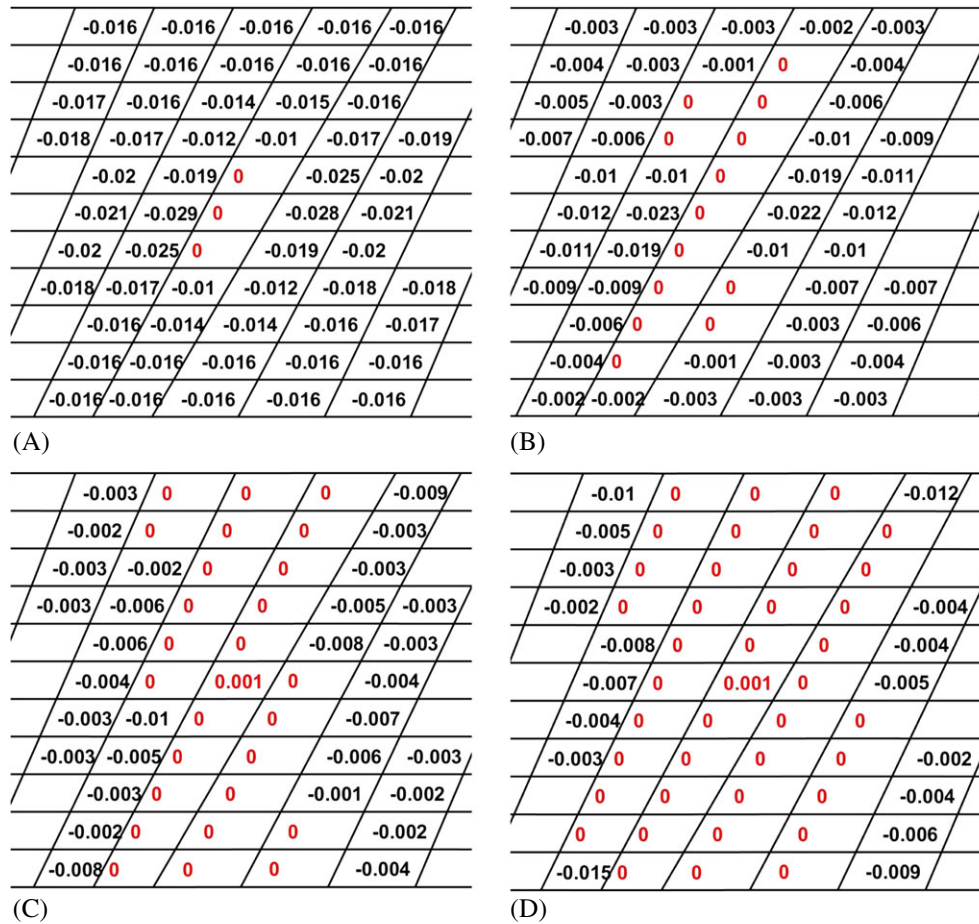 -0.016 -0.016 -0.016 -0.016 -0.016
-0.016 -0.016 -0.016 -0.016 -0.016
-0.017 -0.016 -0.014 -0.015 -0.016
-0.018 -0.017 -0.012 -0.01 -0.017 -0.019
-0.02 -0.019 0 -0.025 -0.02
-0.021 -0.029 0 -0.028 -0.021
-0.02 -0.025 0 -0.019 -0.02
-0.018 -0.017 -0.01 -0.012 -0.018 -0.018
-0.016 -0.014 -0.014 -0.016 -0.017
-0.016 -0.016 -0.016 -0.016 -0.016
-0.016 -0.016 -0.016 -0.016 -0.016
(A)
-0.003 -0.003 -0.003 -0.002 -0.003
-0.004 -0.003 -0.001 0 -0.004
-0.005 -0.003 0 0 -0.006
-0.007 -0.006 0 0 -0.01 -0.009
-0.01 -0.01 0 -0.019 -0.011
-0.012 -0.023 0 -0.022 -0.012
-0.011 -0.019 0 -0.01 -0.01
-0.009 -0.009 0 0 -0.007 -0.007
-0.006 0 0 -0.003 -0.006
-0.004 0 -0.001 -0.003 -0.004
-0.002 -0.002 -0.003 -0.003 -0.003
(B)
-0.003 0 0 0 -0.009
-0.002 0 0 0 -0.003
-0.003 -0.002 0 0 -0.003
-0.003 -0.006 0 0 -0.005 -0.003
-0.006 0 0 -0.008 -0.003
-0.004 0 0.001 0 -0.004
-0.003 -0.01 0 0 -0.007
-0.003 -0.005 0 0 -0.006 -0.003
-0.003 0 0 -0.001 -0.002
-0.002 0 0 0 -0.002
-0.008 0 0 0 -0.004
(C)
-0.01 0 0 0 -0.012
-0.005 0 0 0 0
-0.003 0 0 0 0
-0.002 0 0 0 0 -0.004
-0.008 0 0 0 -0.004
-0.007 0 0.001 0 -0.005
-0.004 0 0 0 0
-0.003 0 0 0 0 -0.002
0 0 0 0 -0.004
0 0 0 0 -0.006
-0.015 0 0 0 -0.009
(D)